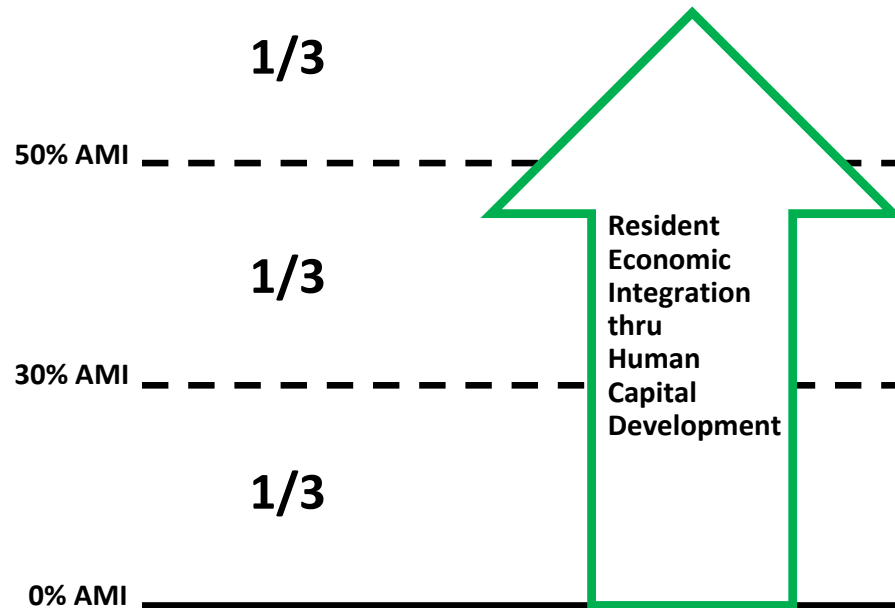 1/3
50% AMI
1/3
Resident
Economic
Integration
thru
Human
Capital
Development
30% AMI
1/3
0% AMI